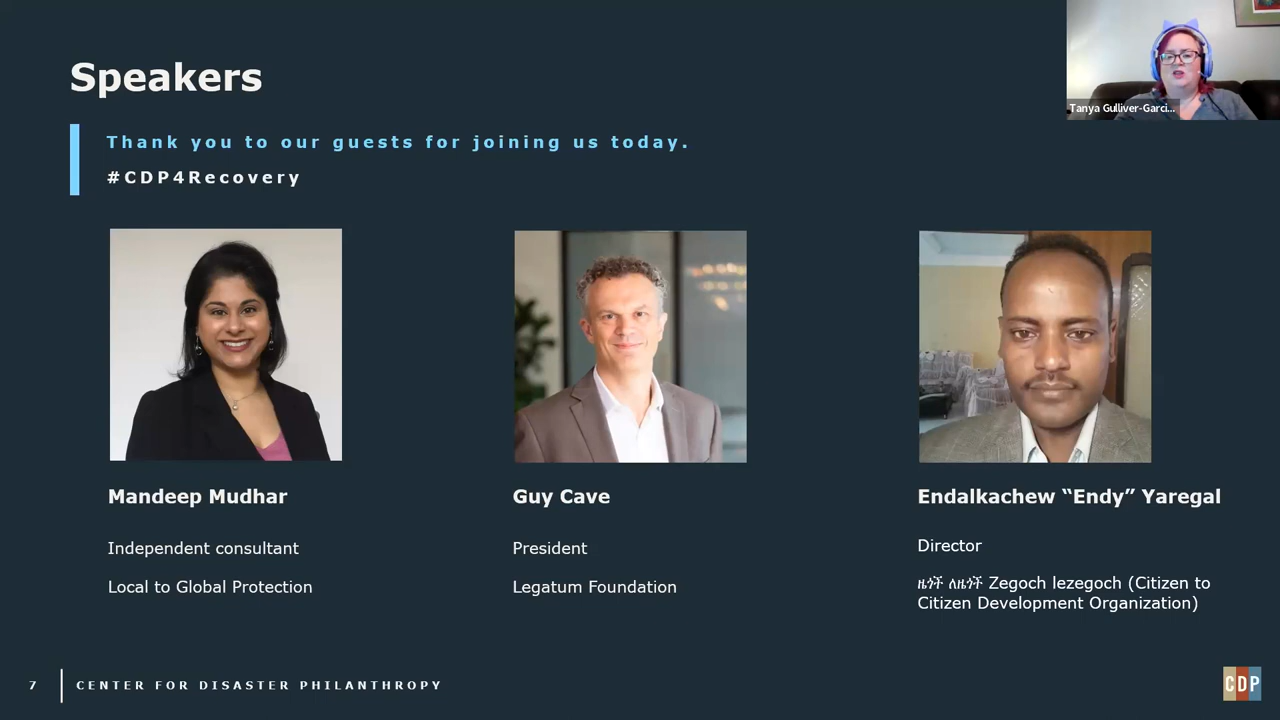 Speakers
Tanya Gulliver-Garci...
Thank you to our guests for joining us today.
#CDP4Recovery
Mandeep Mudhar
Independent consultant
Local to Global Protection
Guy Cave
President
Legatum Foundation
Endalkachew “Endy” Yaregal
Director
ዜጎች ለዜጎች Zegoch lezegoch (Citizen to
Citizen Development Organization)
7
CENTER FOR DISASTER PHILANTHROPY
CDP